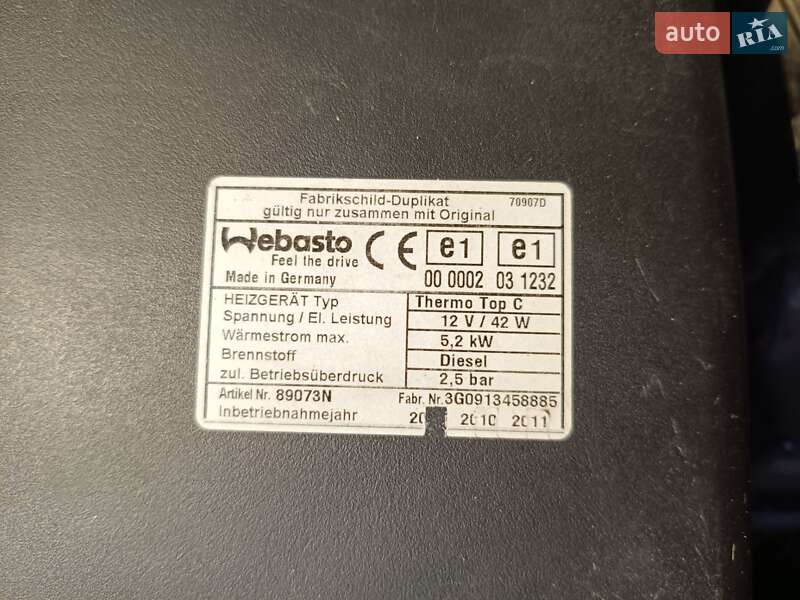 auto RIA .com
Fabrikschild-Duplikat 70907D
gültig nur zusammen mit Original
Webasto CE e1 e1
Feel the drive
Made in Germany 00 0002 03 1232
HEIZGERÄT Typ Thermo Top C
Spannung / El. Leistung 12 V / 42 W
Wärmestrom max. 5,2 kW
Brennstoff Diesel
zul. Betriebsüberdruck 2,5 bar
Artikel Nr. 89073N Fabr. Nr. 3G0913458885
Inbetriebnahmejahr 2010 2011